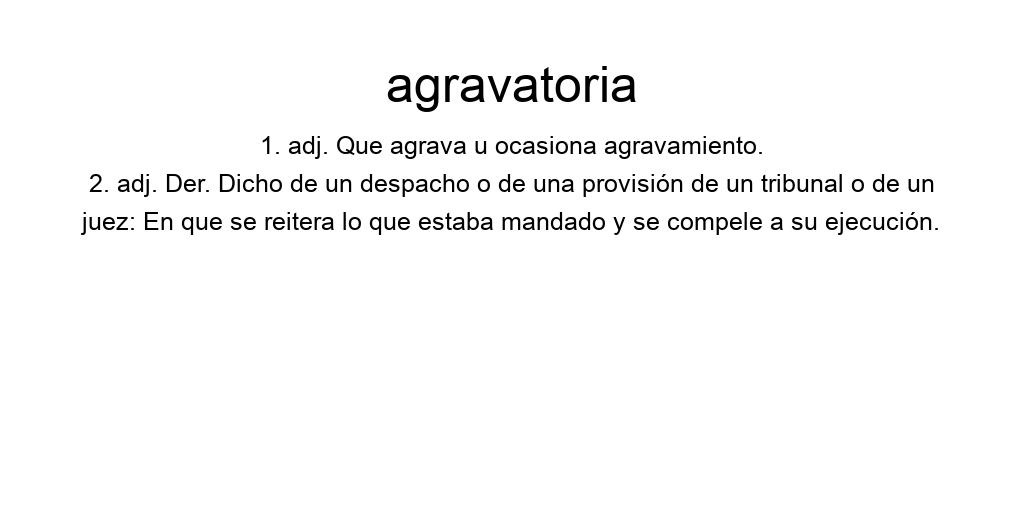 agravatoria
1. adj. Que agrava u ocasiona agravamiento.
2. adj. Der. Dicho de un despacho o de una provisión de un tribunal o de un
juez: En que se reitera lo que estaba mandado y se compele a su ejecución.